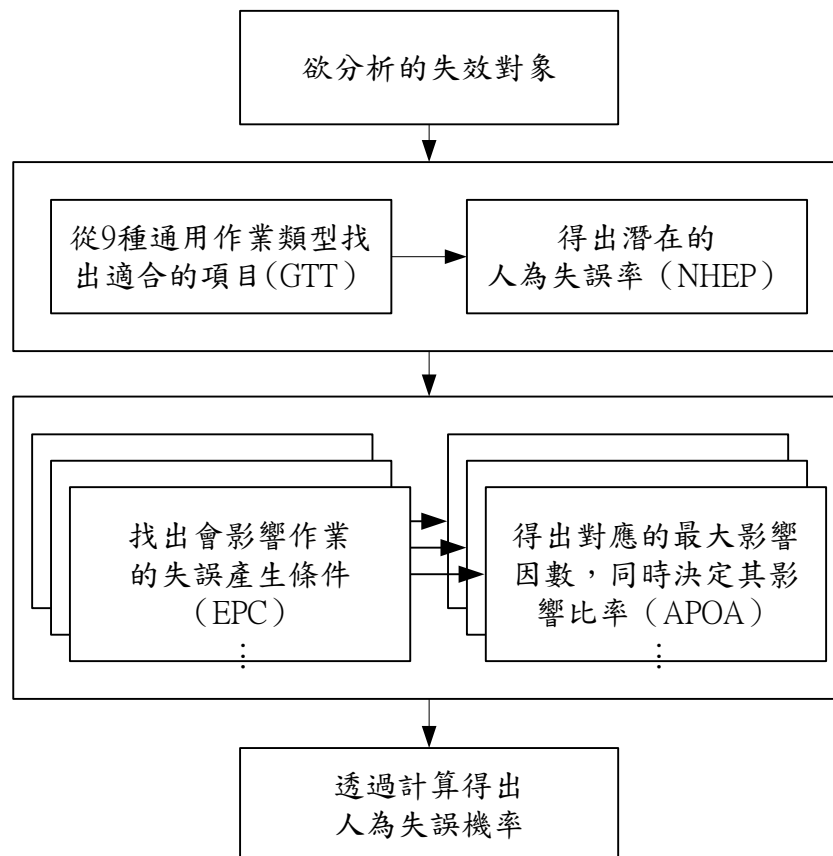 欲分析的失效對象
從9種通用作業類型找
出適合的項目(GTT)
得出潛在的
人為失誤率（NHEP）
找出會影響作業
的失誤產生條件
（EPC）
⋮
得出對應的最大影響
因數，同時決定其影
響比率（APOA）
⋮
透過計算得出
人為失誤機率